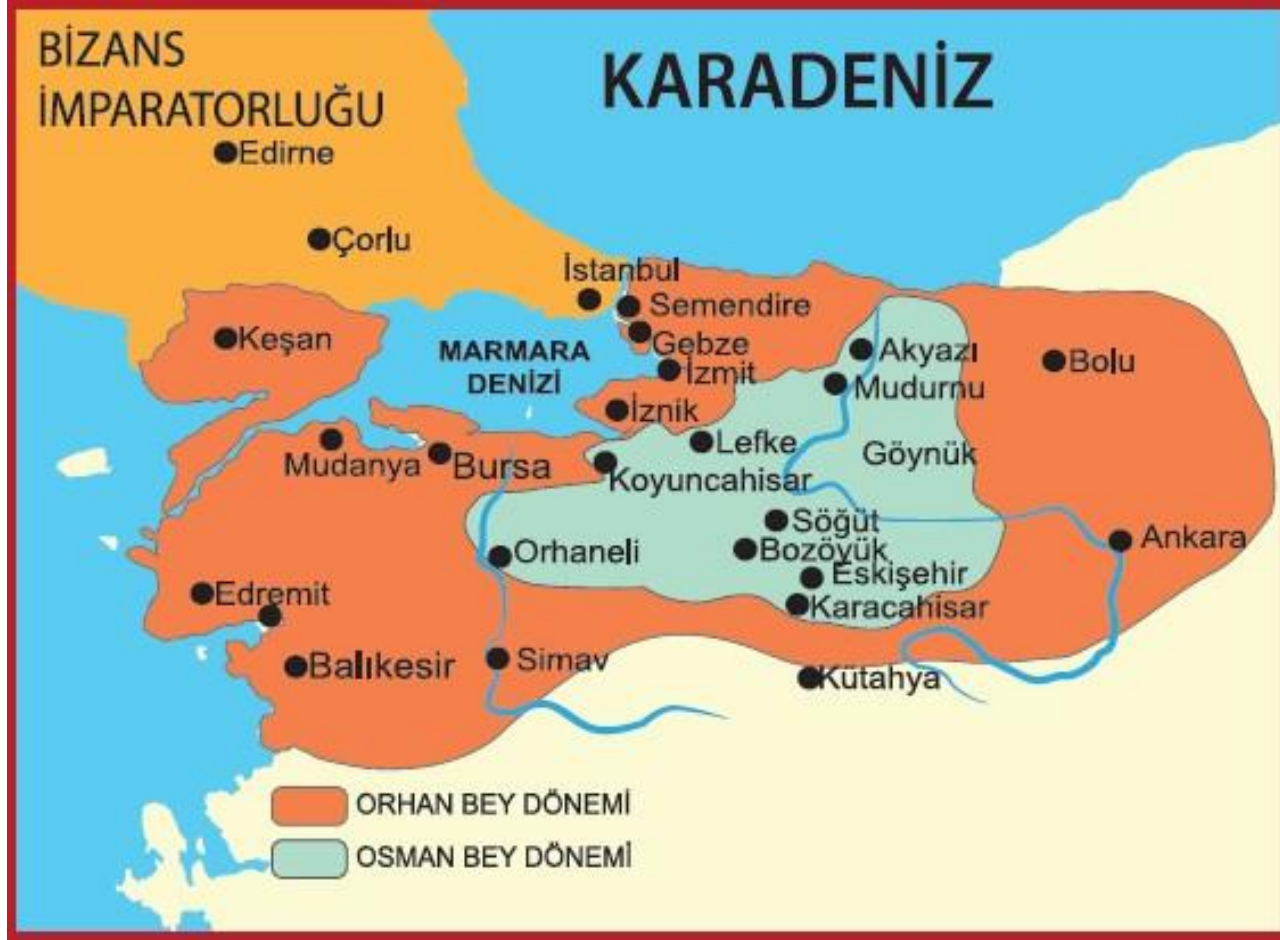 BİZANS
İMPARATORLUĞU
KARADENİZ
Edirne
Çorlu
İstanbul
Semendire
Keşan
Gebze
MARMARA
DENİZİ
İzmit
Akyazı
Bolu
Mudurnu
İznik
Lefke
Göynük
Mudanya
Bursa
Koyuncahisar
Söğüt
Ankara
Orhaneli
Bozöyük
Eskişehir
Edremit
Karacahisar
Balıkesir
Simav
Kütahya
ORHAN BEY DÖNEMİ
OSMAN BEY DÖNEMİ